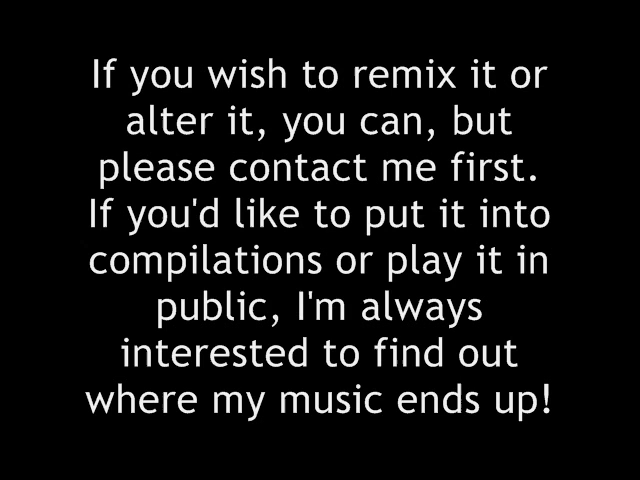 If you wish to remix it or
alter it, you can, but
please contact me first.
If you'd like to put it into
compilations or play it in
public, I'm always
interested to find out
where my music ends up!